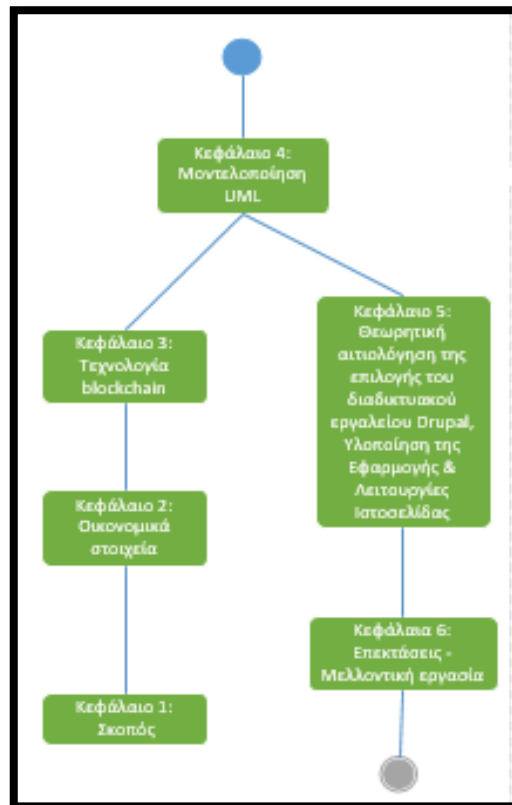 Κεφάλαιο 4:
Μοντελοποίηση
UML
Κεφάλαιο 3:
Τεχνολογία
blockchain
Κεφάλαιο 2:
Οικονομικά
στοιχεία
Κεφάλαιο 1:
Σκοπός
Κεφάλαιο 5:
Θεωρητική
αιτιολόγηση της
επιλογής του
διαδικτυακού
εργαλείου Drupal,
Υλοποίηση της
Εφαρμογής &
Λειτουργίες
Ιστοσελίδας
Κεφάλαια 6:
Επεκτάσεις -
Μελλοντική εργασία